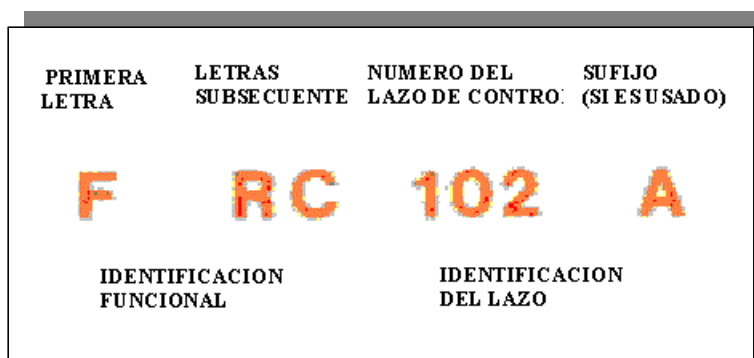 PRIMERA
LETRA
LETRAS
SUBSECUENTE
NUMERO DEL
LAZO DE CONTRO
SUFIJO
(SI ES USADO)
F RC 102 A
IDENTIFICACION
FUNCIONAL
IDENTIFICACION
DEL LAZO